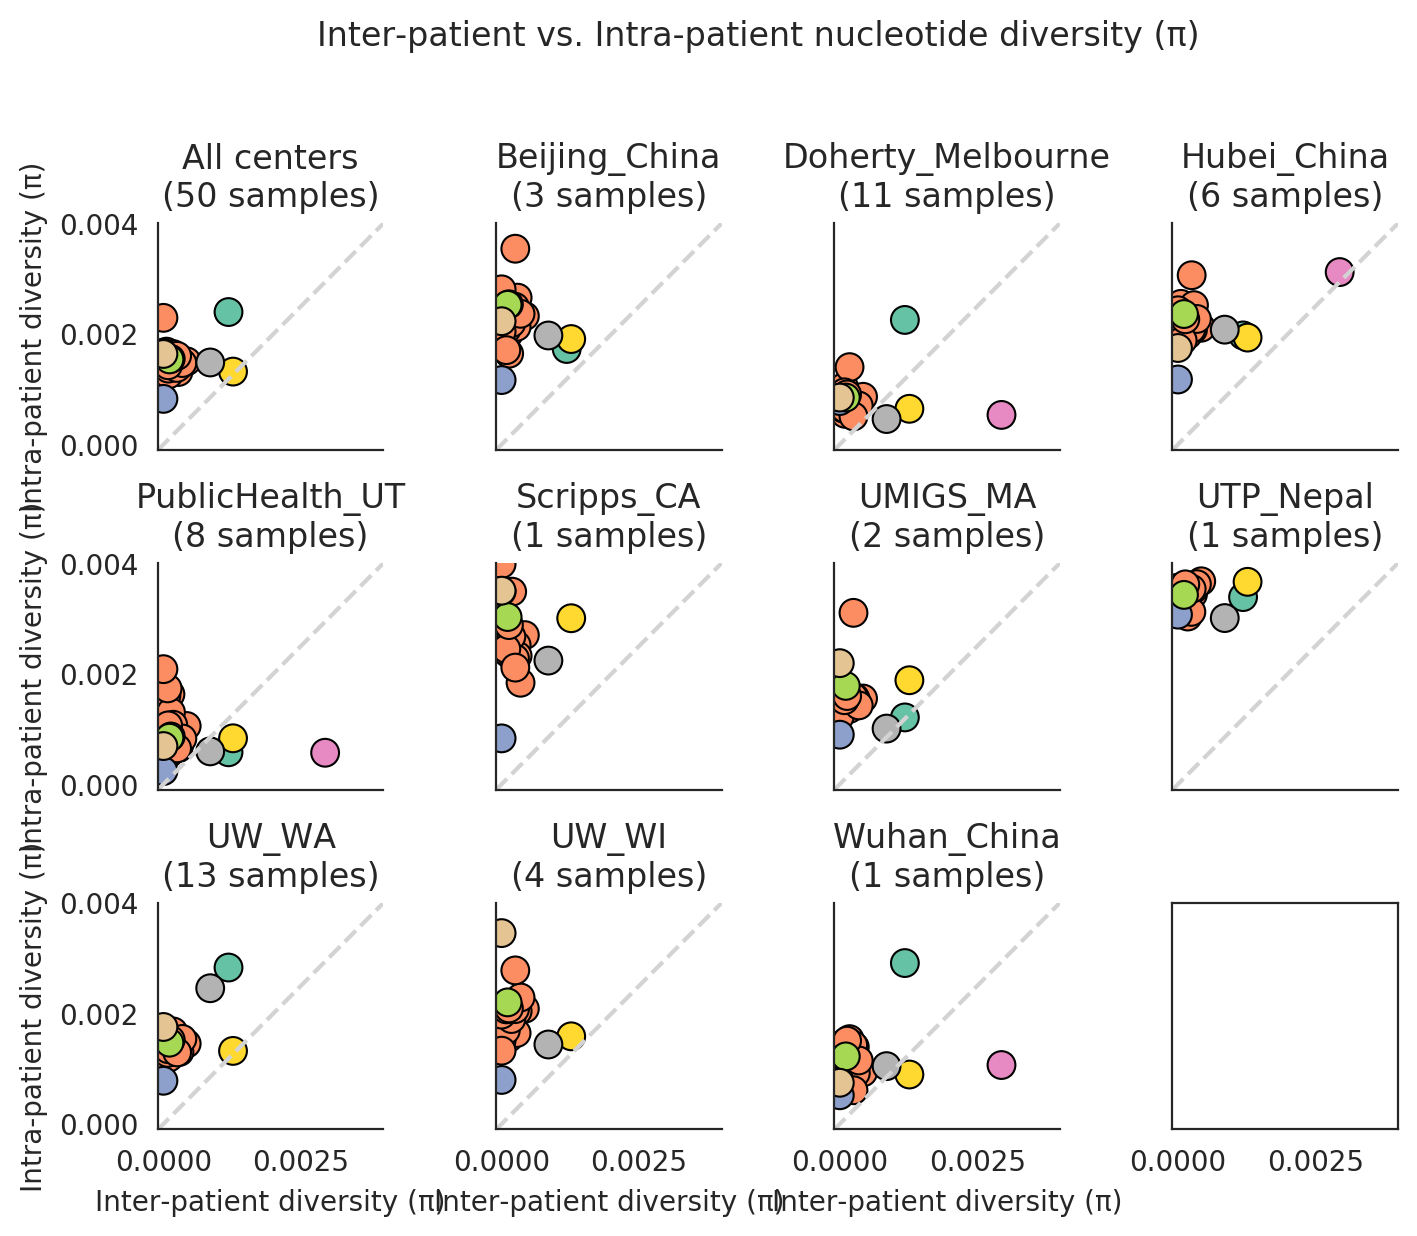 Inter-patient vs. Intra-patient nucleotide diversity (π)
All centers
(50 samples)
Beijing_China
(3 samples)
Doherty_Melbourne
(11 samples)
Hubei_China
(6 samples)
Intra-patient diversity (π)
0.004
0.002
0.000
PublicHealth_UT
(8 samples)
Scripps_CA
(1 samples)
UMIGS_MA
(2 samples)
UTP_Nepal
(1 samples)
Intra-patient diversity (π)
0.004
0.002
0.000
UW_WA
(13 samples)
UW_WI
(4 samples)
Wuhan_China
(1 samples)
Intra-patient diversity (π)
0.004
0.002
0.000
0.0000 0.0025
0.0000 0.0025
0.0000 0.0025
0.0000 0.0025
Inter-patient diversity (π)
Inter-patient diversity (π)
Inter-patient diversity (π)